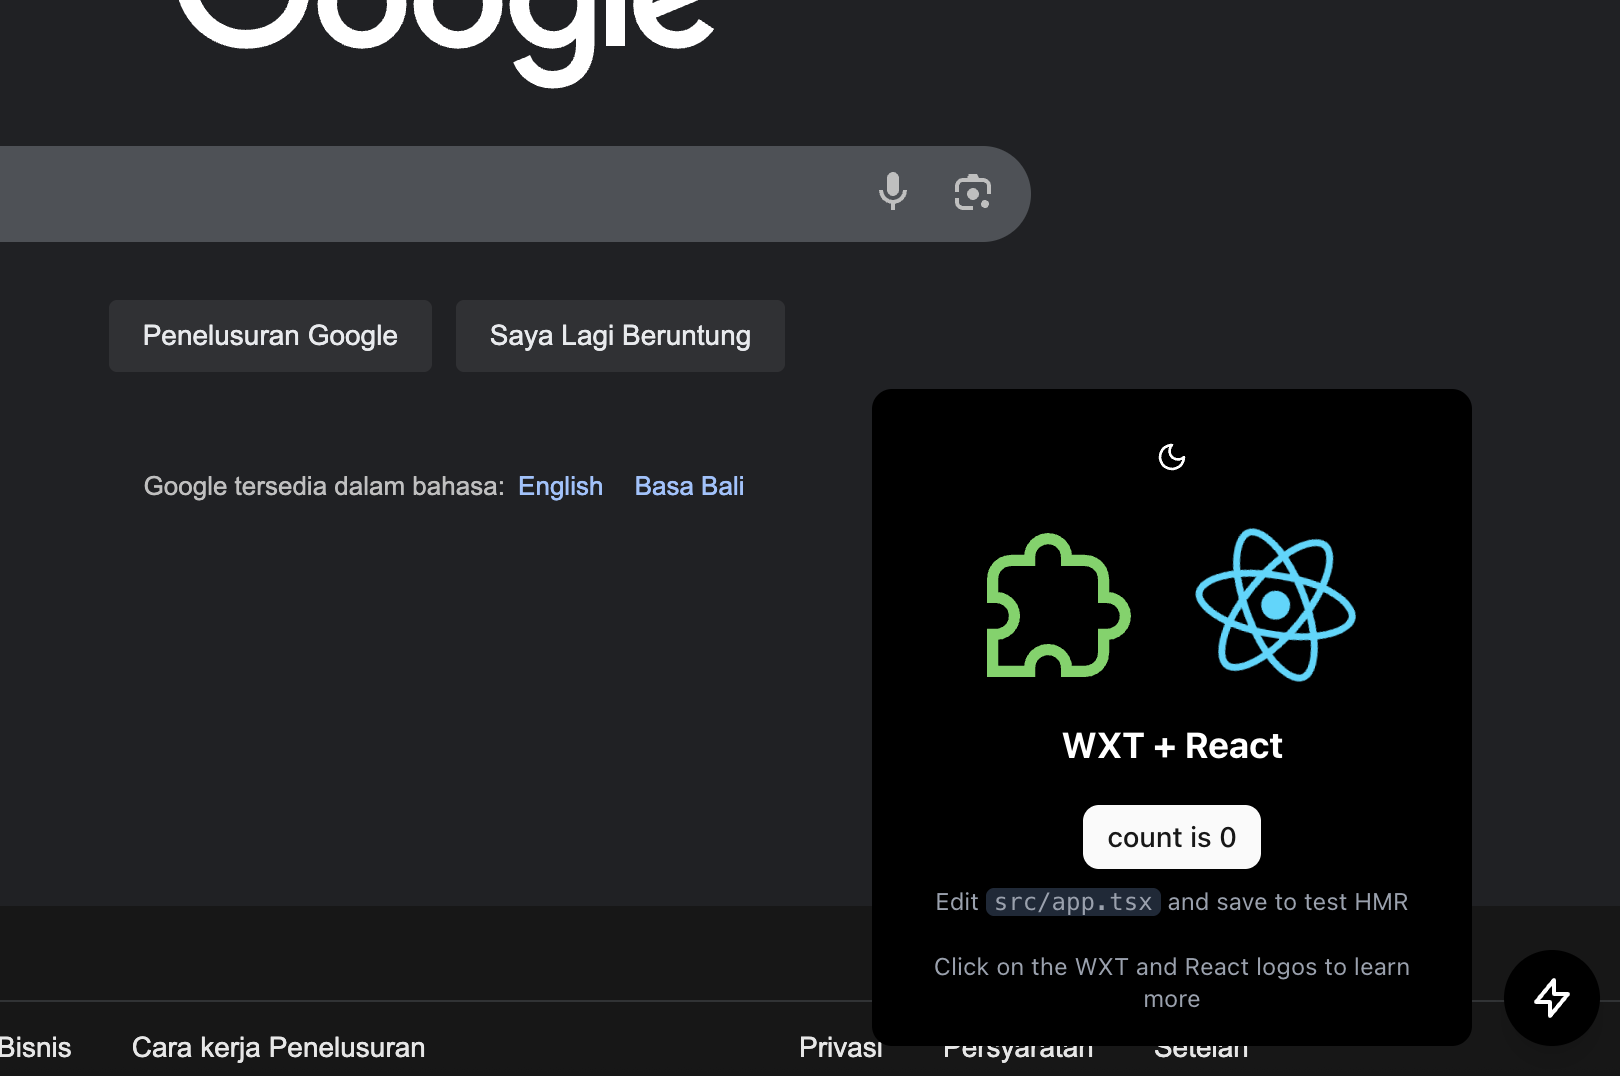 Google
Penelusuran Google
Saya Lagi Beruntung
Google tersedia dalam bahasa: English Basa Bali
WXT + React
count is 0
Edit src/app.tsx and save to test HMR
Click on the WXT and React logos to learn
more
Bisnis
Cara kerja Penelusuran
Privasi
Persyaratan
Setelan